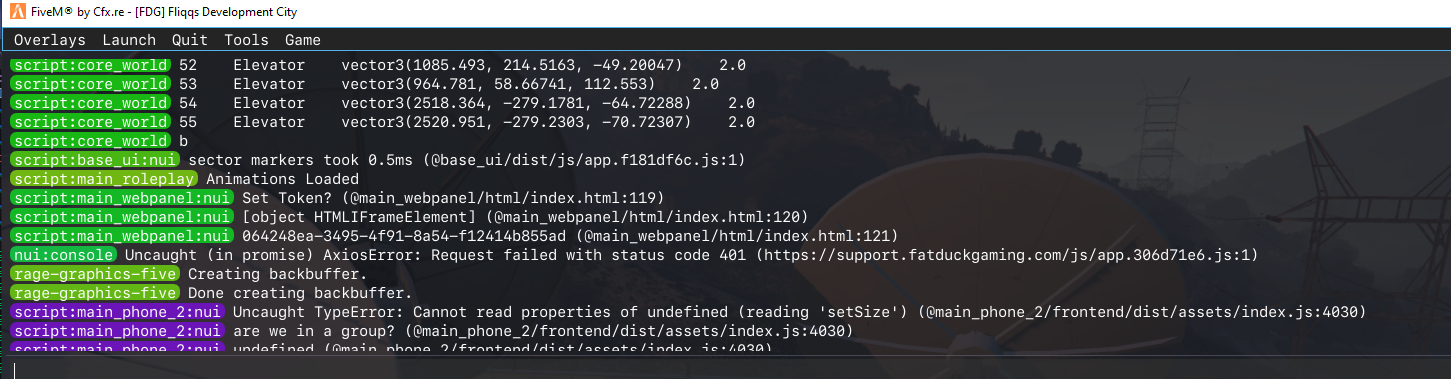 FiveM® by Cfx.re - [FDG] Fliqqs Development City
Overlays Launch Quit Tools Game
script:core_world 52 Elevator vector3(1085.493, 214.5163, -49.20047) 2.0
script:core_world 53 Elevator vector3(964.781, 58.66741, 112.553) 2.0
script:core_world 54 Elevator vector3(2518.364, -279.1781, -64.72288) 2.0
script:core_world 55 Elevator vector3(2520.951, -279.2303, -70.72307) 2.0
script:core_world b
script:base_ui:nui sector markers took 0.5ms (@base_ui/dist/js/app.f181df6c.js:1)
script:main_roleplay Animations Loaded
script:main_webpanel:nui Set Token? (@main_webpanel/html/index.html:119)
script:main_webpanel:nui [object HTMLIFrameElement] (@main_webpanel/html/index.html:120)
script:main_webpanel:nui 064248ea-3495-4f91-8a54-f12414b855ad (@main_webpanel/html/index.html:121)
nui:console Uncaught (in promise) AxiosError: Request failed with status code 401 (https://support.fatduckgaming.com/js/app.306d71e6.js:1)
rage-graphics-five Creating backbuffer.
rage-graphics-five Done creating backbuffer.
script:main_phone_2:nui Uncaught TypeError: Cannot read properties of undefined (reading 'setSize') (@main_phone_2/frontend/dist/assets/index.js:4030)
script:main_phone_2:nui are we in a group? (@main_phone_2/frontend/dist/assets/index.js:4030)
script:main_phone_2:nui undefined (@main_phone_2/frontend/dist/assets/index.js:4030)